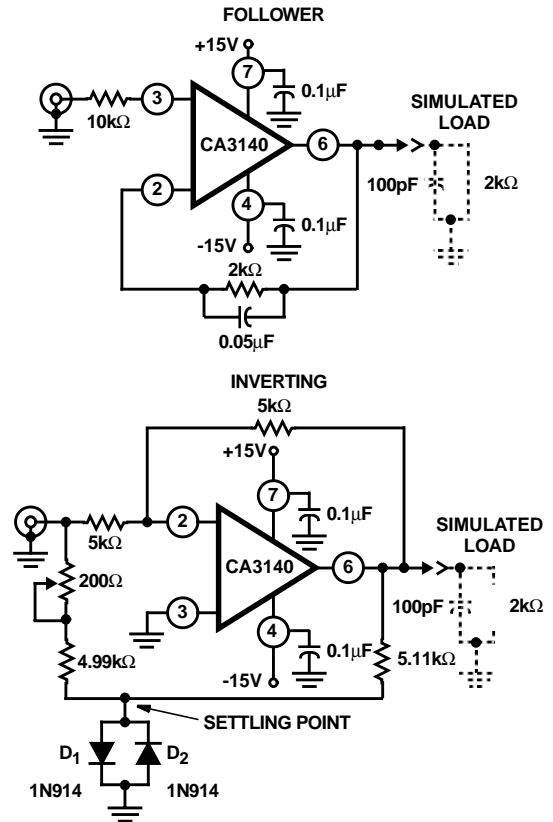 FOLLOWER
+15V
7
0.1µF
3
10kΩ
CA3140
6
SIMULATED
LOAD
100pF
2kΩ
2
4
0.1µF
-15V
2kΩ
0.05µF
INVERTING
5kΩ
+15V
7
0.1µF
5kΩ
2
CA3140
6
SIMULATED
LOAD
200Ω
3
100pF
2kΩ
4
0.1µF
4.99kΩ
5.11kΩ
-15V
SETTLING POINT
D1
D2
1N914
1N914